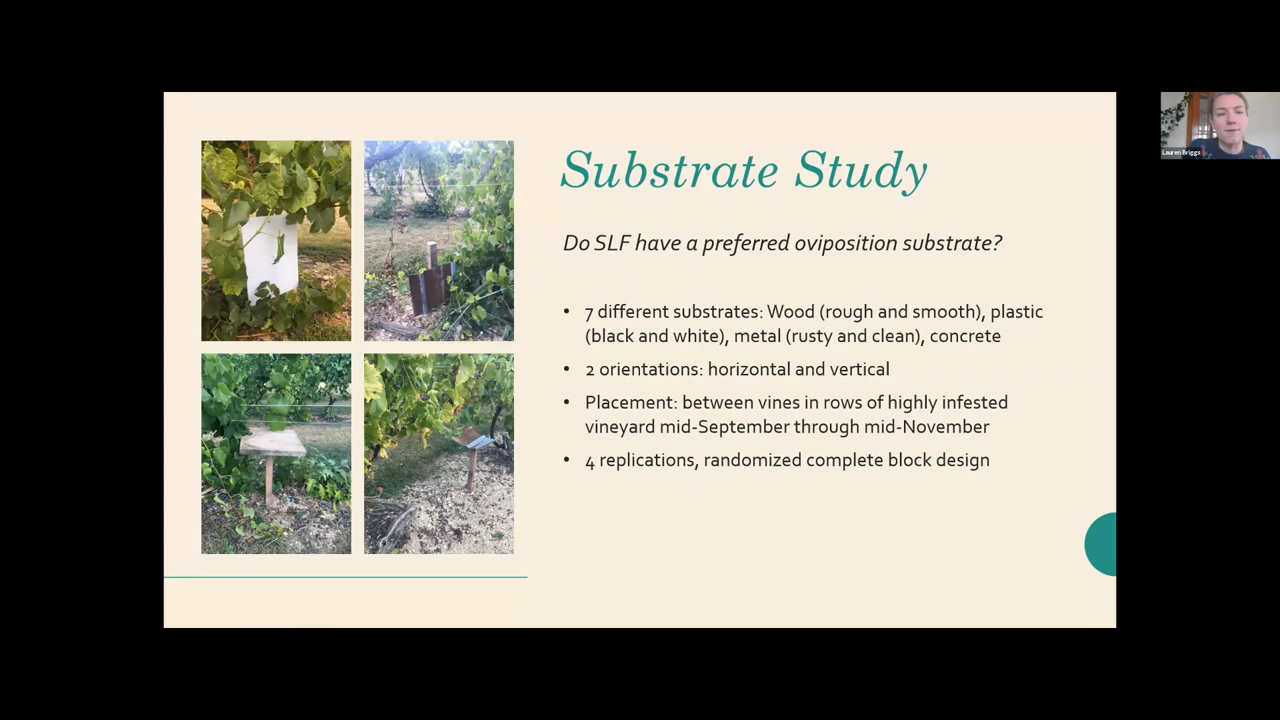 Substrate Study
Do SLF have a preferred oviposition substrate?
• 7 different substrates: Wood (rough and smooth), plastic
(black and white), metal (rusty and clean), concrete
• 2 orientations: horizontal and vertical
• Placement: between vines in rows of highly infested
vineyard mid-September through mid-November
• 4 replications, randomized complete block design
Lauren Briggs